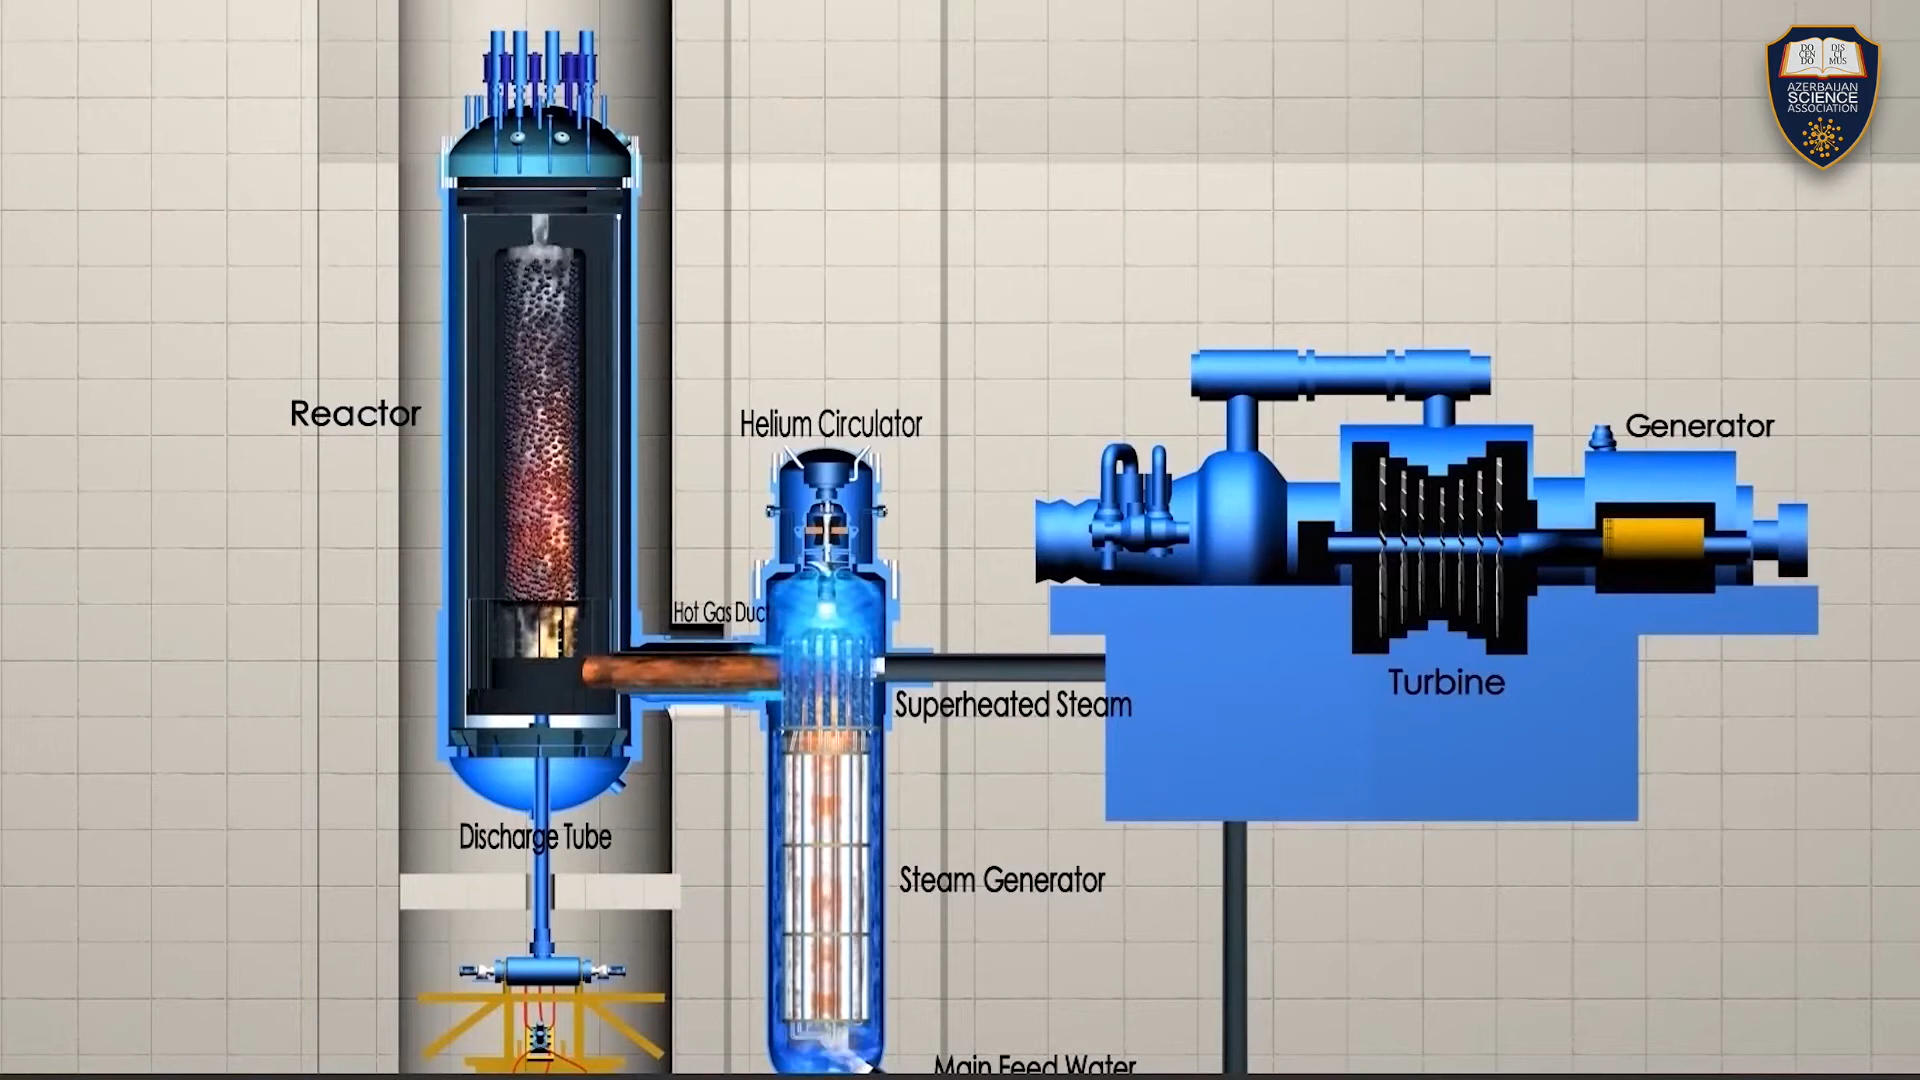 DO DIS
CEN CI
DO MUS
AZERBAIJAN
SCIENCE
ASSOCIATION
Reactor
Helium Circulator
Generator
Hot Gas Duct
Turbine
Superheated Steam
Discharge Tube
Steam Generator
Main Feed Water